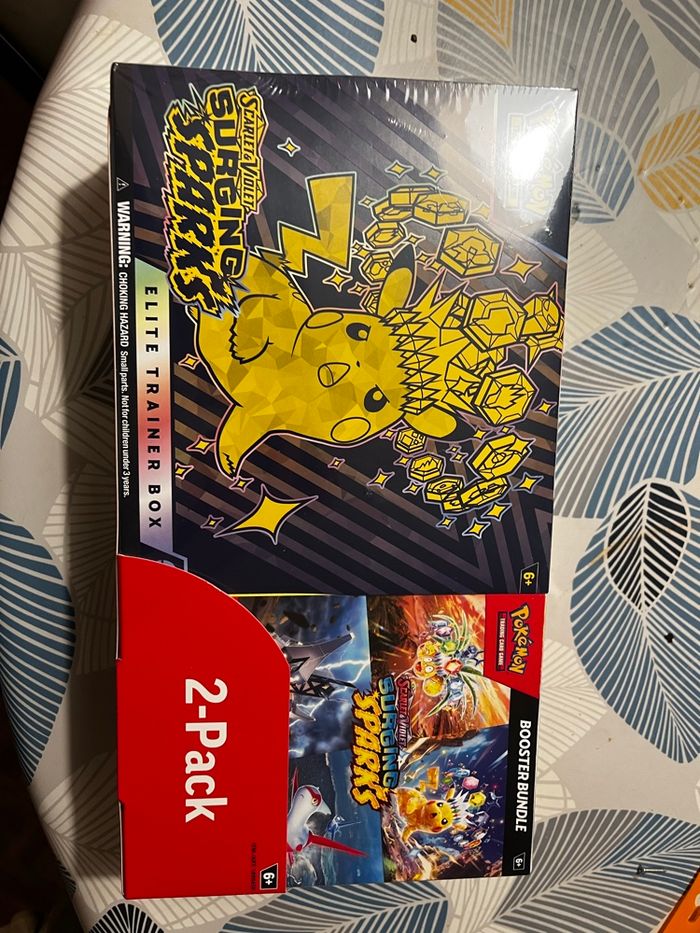 Pokémon
SCARLET & VIOLET
SURGING
SPARKS
ELITE TRAINER BOX
WARNING: CHOKING HAZARD Small parts. Not for children under 3 years.
6+
2-Pack
6+
POKéMON
TRADING CARD GAME
BOOSTER BUNDLE
SCARLET & VIOLET
SURGING
SPARKS
6+